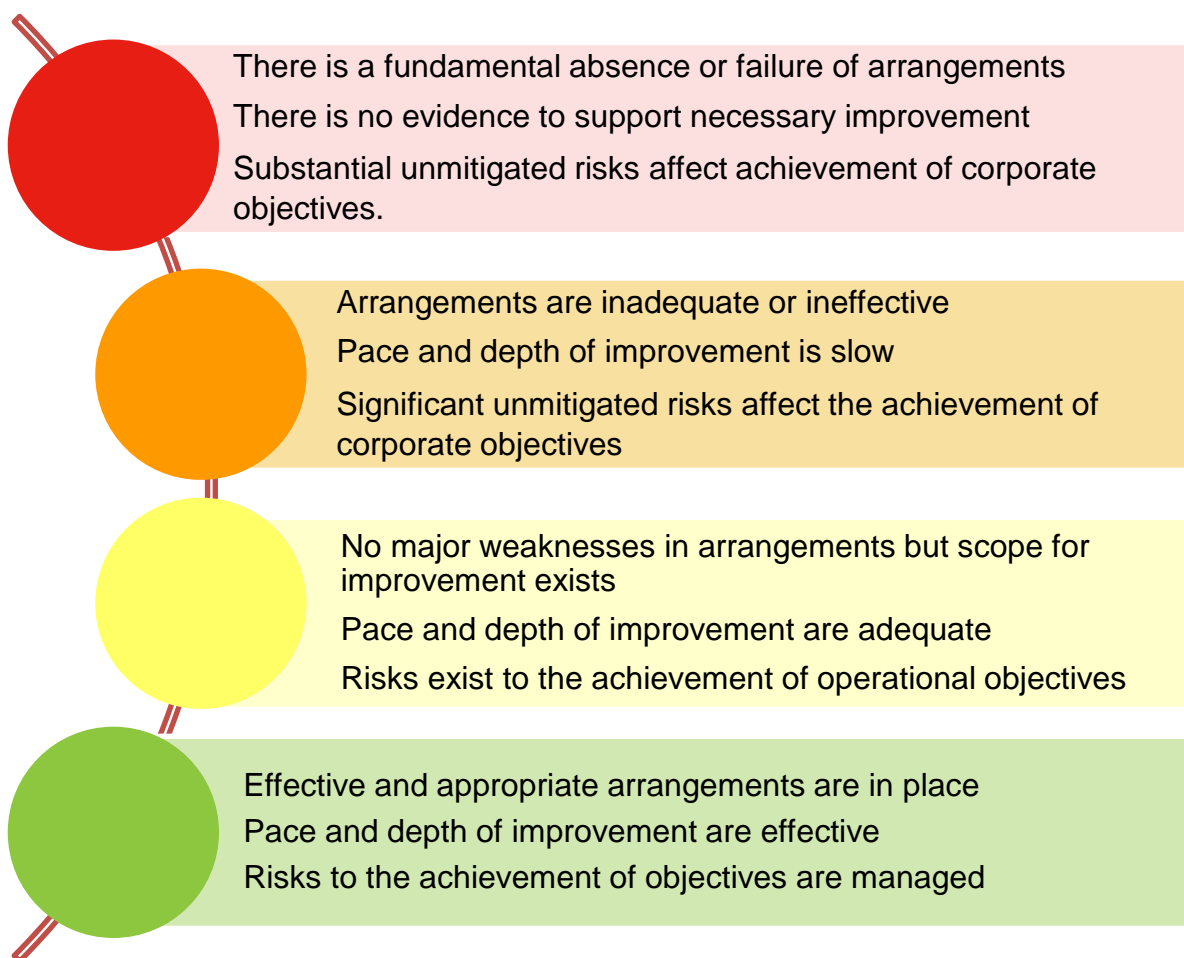 There is a fundamental absence or failure of arrangements
There is no evidence to support necessary improvement
Substantial unmitigated risks affect achievement of corporate
objectives.
Arrangements are inadequate or ineffective
Pace and depth of improvement is slow
Significant unmitigated risks affect the achievement of
corporate objectives
No major weaknesses in arrangements but scope for
improvement exists
Pace and depth of improvement are adequate
Risks exist to the achievement of operational objectives
Effective and appropriate arrangements are in place
Pace and depth of improvement are effective
Risks to the achievement of objectives are managed